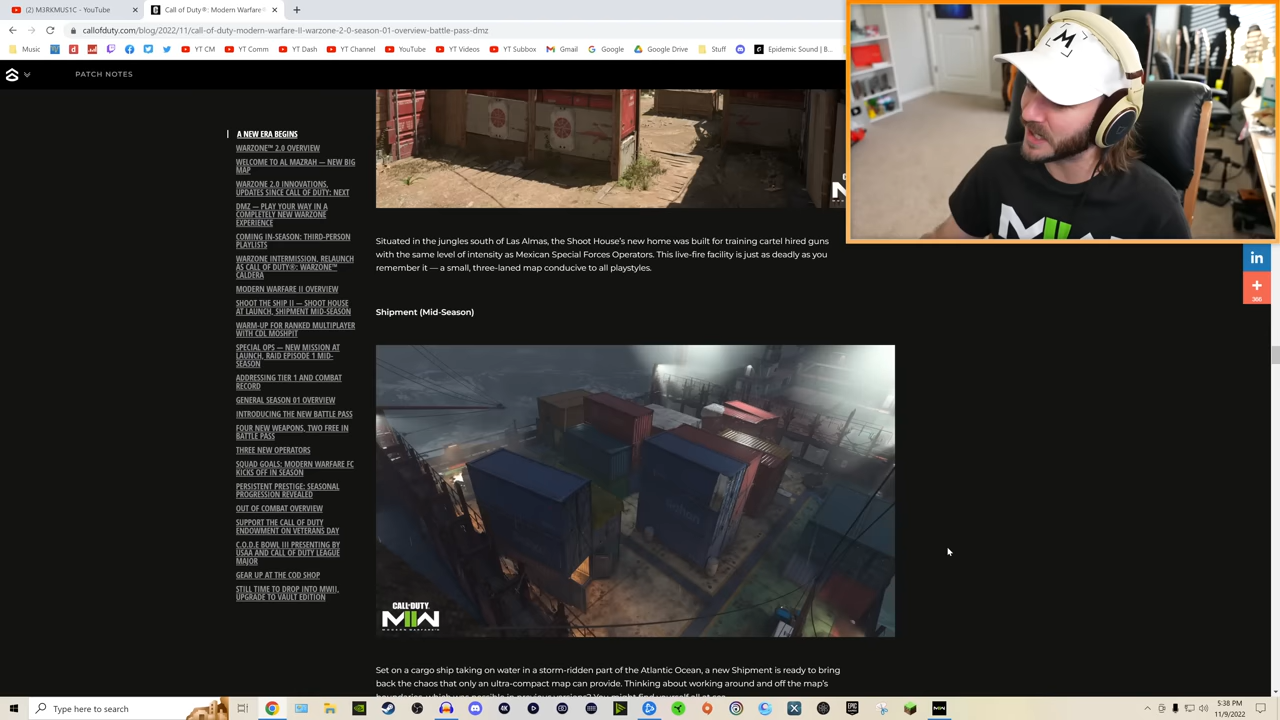 (2) M3RKMUS1C - YouTube
Call of Duty®: Modern Warfare
callofduty.com/blog/2022/11/call-of-duty-modern-warfare-II-warzone-2-0-season-01-overview-battle-pass-dmz
Music
YT CM
YT Comm
YT Dash
YT Channel
YouTube
YT Videos
YT Subbox
Gmail
Google
Google Drive
Stuff
Epidemic Sound | B...
PATCH NOTES
A NEW ERA BEGINS
WARZONE™ 2.0 OVERVIEW
WELCOME TO AL MAZRAH — NEW BIG
MAP
WARZONE 2.0 INNOVATIONS,
UPDATES SINCE CALL OF DUTY: NEXT
DMZ — PLAY YOUR WAY IN A
COMPLETELY NEW WARZONE
EXPERIENCE
COMING IN-SEASON: THIRD-PERSON
PLAYLISTS
WARZONE INTERMISSION, RELAUNCH
AS CALL OF DUTY®: WARZONE™
CALDERA
MODERN WARFARE II OVERVIEW
SHOOT THE SHIP II — SHOOT HOUSE
AT LAUNCH, SHIPMENT MID-SEASON
WARM-UP FOR RANKED MULTIPLAYER
WITH CDL MOSHPIT
SPECIAL OPS — NEW MISSION AT
LAUNCH, RAID EPISODE 1 MID-
SEASON
ADDRESSING TIER 1 AND COMBAT
RECORD
GENERAL SEASON 01 OVERVIEW
INTRODUCING THE NEW BATTLE PASS
FOUR NEW WEAPONS, TWO FREE IN
BATTLE PASS
THREE NEW OPERATORS
SQUAD GOALS: MODERN WARFARE FC
KICKS OFF IN SEASON
PERSISTENT PRESTIGE: SEASONAL
PROGRESSION REVEALED
OUT OF COMBAT OVERVIEW
SUPPORT THE CALL OF DUTY
ENDOWMENT ON VETERANS DAY
C.O.D.E BOWL III PRESENTING BY
USAA AND CALL OF DUTY LEAGUE
MAJOR
GEAR UP AT THE COD SHOP
STILL TIME TO DROP INTO MWII,
UPGRADE TO VAULT EDITION
Situated in the jungles south of Las Almas, the Shoot House's new home was built for training cartel hired guns
with the same level of intensity as Mexican Special Forces Operators. This live-fire facility is just as deadly as you
remember it — a small, three-laned map conducive to all playstyles.
Shipment (Mid-Season)
CALL·DUTY
MWII
MODERN WARFARE
Set on a cargo ship taking on water in a storm-ridden part of the Atlantic Ocean, a new Shipment is ready to bring
back the chaos that only an ultra-compact map can provide. Thinking about working around and off the map's
in
366
Type here to search
5:38 PM
11/9/2022